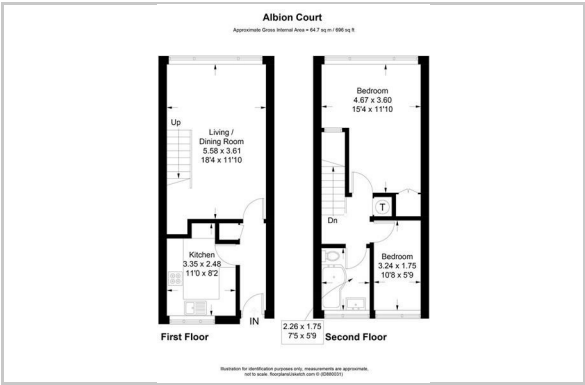 Albion Court
Approximate Gross Internal Area = 64.7 sq m / 696 sq ft
Up
Living /
Dining Room
5.58 x 3.61
18'4 x 11'10
Kitchen
3.35 x 2.48
11'0 x 8'2
IN
First Floor
Bedroom
4.67 x 3.60
15'4 x 11'10
T
Dn
Bedroom
3.24 x 1.75
10'8 x 5'9
2.26 x 1.75
7'5 x 5'9
Second Floor
Illustration for identification purposes only, measurements are approximate,
not to scale. floorplansUsketch.com © (ID880031)